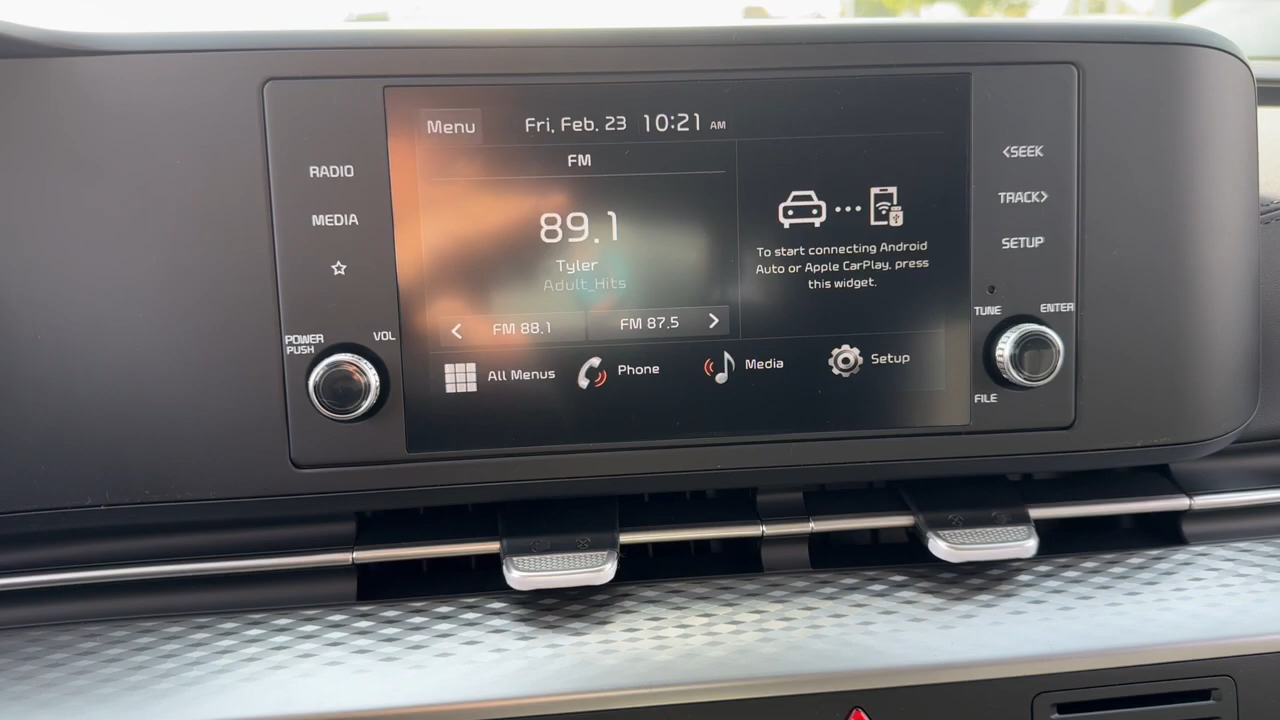 RADIO
MEDIA
POWER
PUSH
VOL
Menu
Fri, Feb. 23 10:21 AM
FM
89.1
Tyler
Adult_Hits
FM 88.1
FM 87.5
To start connecting Android
Auto or Apple CarPlay, press
this widget.
All Menus
Phone
Media
Setup
<SEEK
TRACK>
SETUP
TUNE
ENTER
FILE